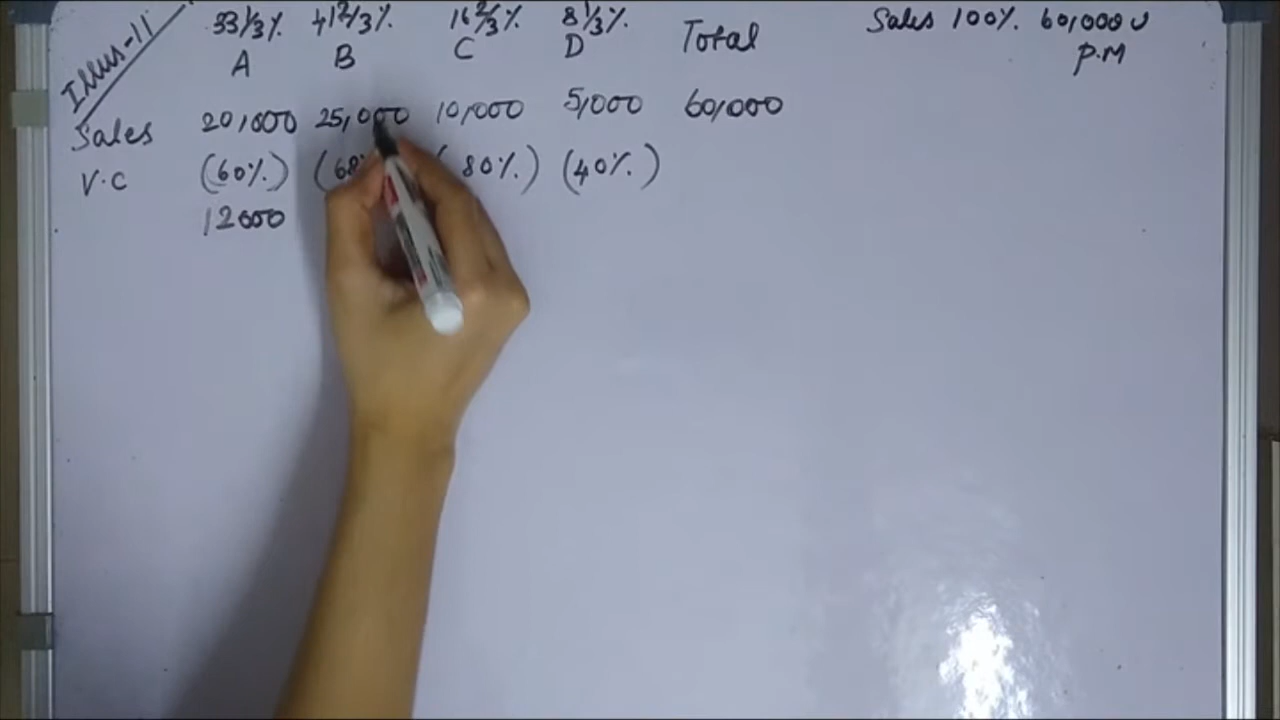 Illus-11 33 1/3 % 41 2/3 % 16 2/3 % 8 1/3 % Sales 100% 60,000
A B C D Total P.M
Sales 20,000 25,000 10,000 5,000 60,000
V.C (60%) 80%) (40%)
12000